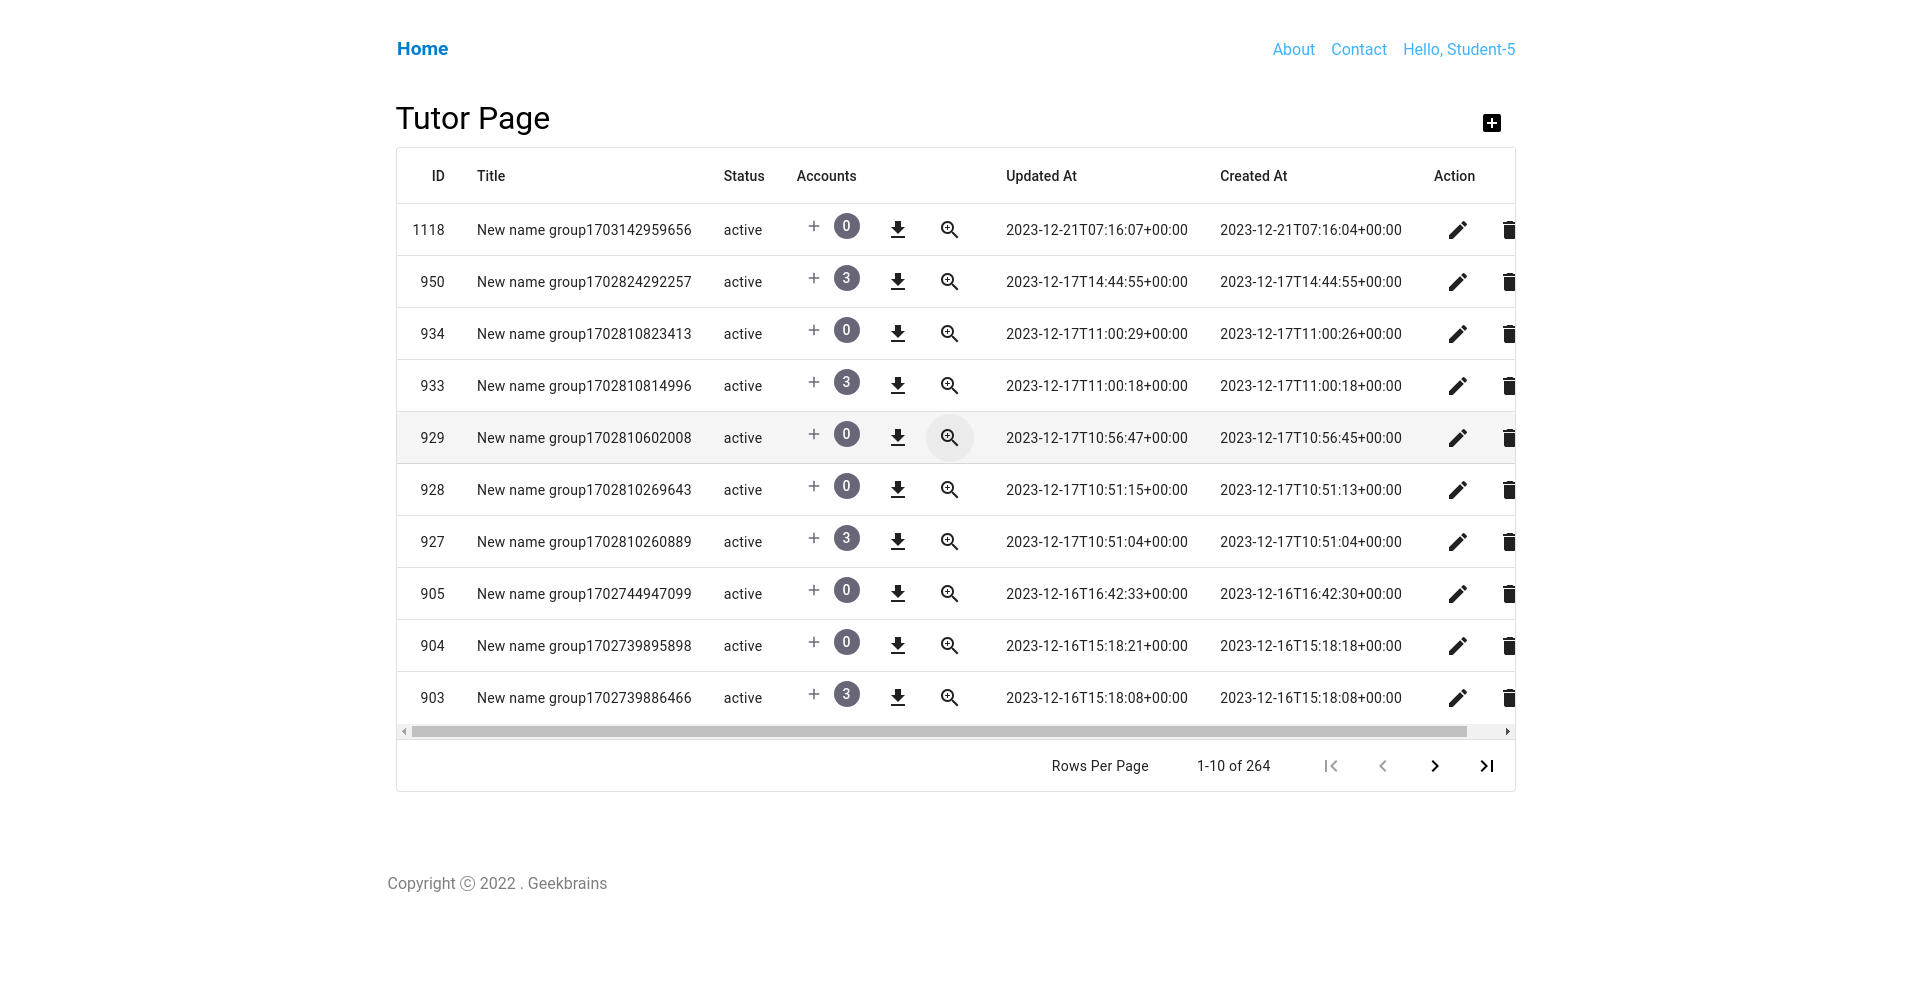 Home About Contact Hello, Student-5
Tutor Page
ID Title Status Accounts Updated At Created At Action
1118 New name group1703142959656 active + 0 2023-12-21T07:16:07+00:00 2023-12-21T07:16:04+00:00
950 New name group1702824292257 active + 3 2023-12-17T14:44:55+00:00 2023-12-17T14:44:55+00:00
934 New name group1702810823413 active + 0 2023-12-17T11:00:29+00:00 2023-12-17T11:00:26+00:00
933 New name group1702810814996 active + 3 2023-12-17T11:00:18+00:00 2023-12-17T11:00:18+00:00
929 New name group1702810602008 active + 0 2023-12-17T10:56:47+00:00 2023-12-17T10:56:45+00:00
928 New name group1702810269643 active + 0 2023-12-17T10:51:15+00:00 2023-12-17T10:51:13+00:00
927 New name group1702810260889 active + 3 2023-12-17T10:51:04+00:00 2023-12-17T10:51:04+00:00
905 New name group1702744947099 active + 0 2023-12-16T16:42:33+00:00 2023-12-16T16:42:30+00:00
904 New name group1702739895898 active + 0 2023-12-16T15:18:21+00:00 2023-12-16T15:18:18+00:00
903 New name group1702739886466 active + 3 2023-12-16T15:18:08+00:00 2023-12-16T15:18:08+00:00
Rows Per Page 1-10 of 264
Copyright ⓒ 2022 . Geekbrains